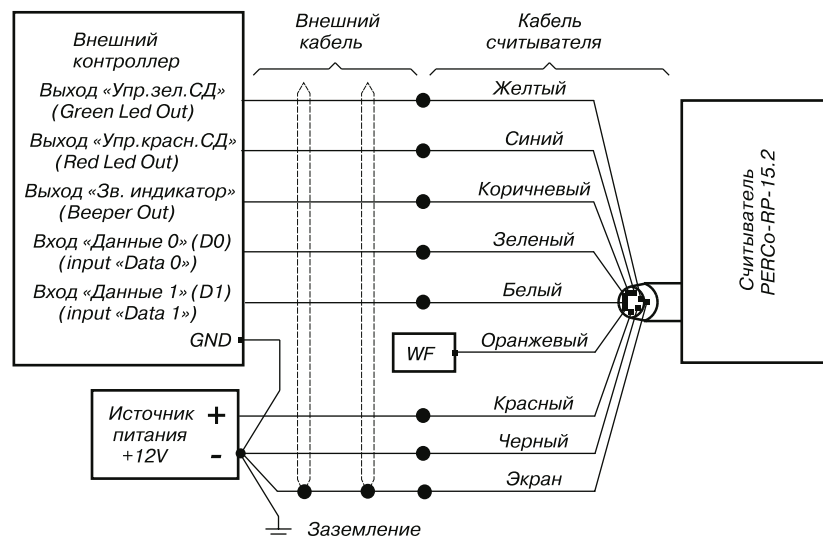 Внешний
контроллер
Выход «Упр.зел.СД»
(Green Led Out)
Выход «Упр.красн.СД»
(Red Led Out)
Выход «Зв. индикатор»
(Beeper Out)
Вход «Данные 0» (D0)
(input «Data 0»)
Вход «Данные 1» (D1)
(input «Data 1»)
GND
Источник
питания
+12V
+
-
Внешний
кабель
Кабель
считывателя
Желтый
Синий
Коричневый
Зеленый
Белый
WF
Оранжевый
Красный
Черный
Экран
Заземление
Считыватель
PERCo-RP-15.2